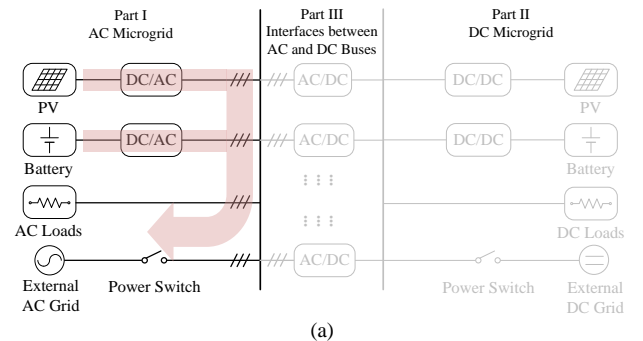 Part I
AC Microgrid
Part III
Interfaces between
AC and DC Buses
Part II
DC Microgrid
DC/AC
AC/DC
DC/DC
PV
PV
DC/AC
AC/DC
DC/DC
Battery
Battery
AC Loads
DC Loads
AC/DC
External
AC Grid
Power Switch
Power Switch
External
DC Grid
(a)